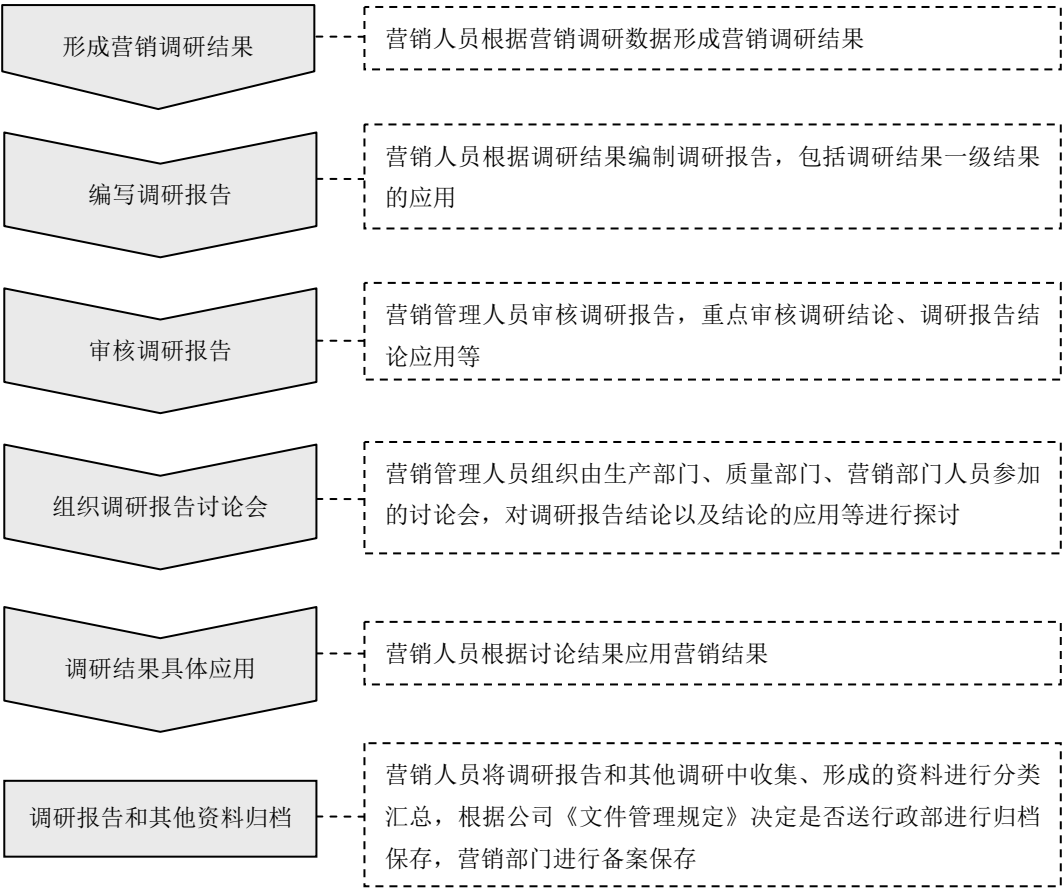 形成营销调研结果
营销人员根据营销调研数据形成营销调研结果
编写调研报告
营销人员根据调研结果编制调研报告，包括调研结果一级结果
的应用
审核调研报告
营销管理人员审核调研报告，重点审核调研结论、调研报告结
论应用等
组织调研报告讨论会
营销管理人员组织由生产部门、质量部门、营销部门人员参加
的讨论会，对调研报告结论以及结论的应用等进行探讨
调研结果具体应用
营销人员根据讨论结果应用营销结果
调研报告和其他资料归档
营销人员将调研报告和其他调研中收集、形成的资料进行分类
汇总，根据公司《文件管理规定》决定是否送行政部进行归档
保存，营销部门进行备案保存